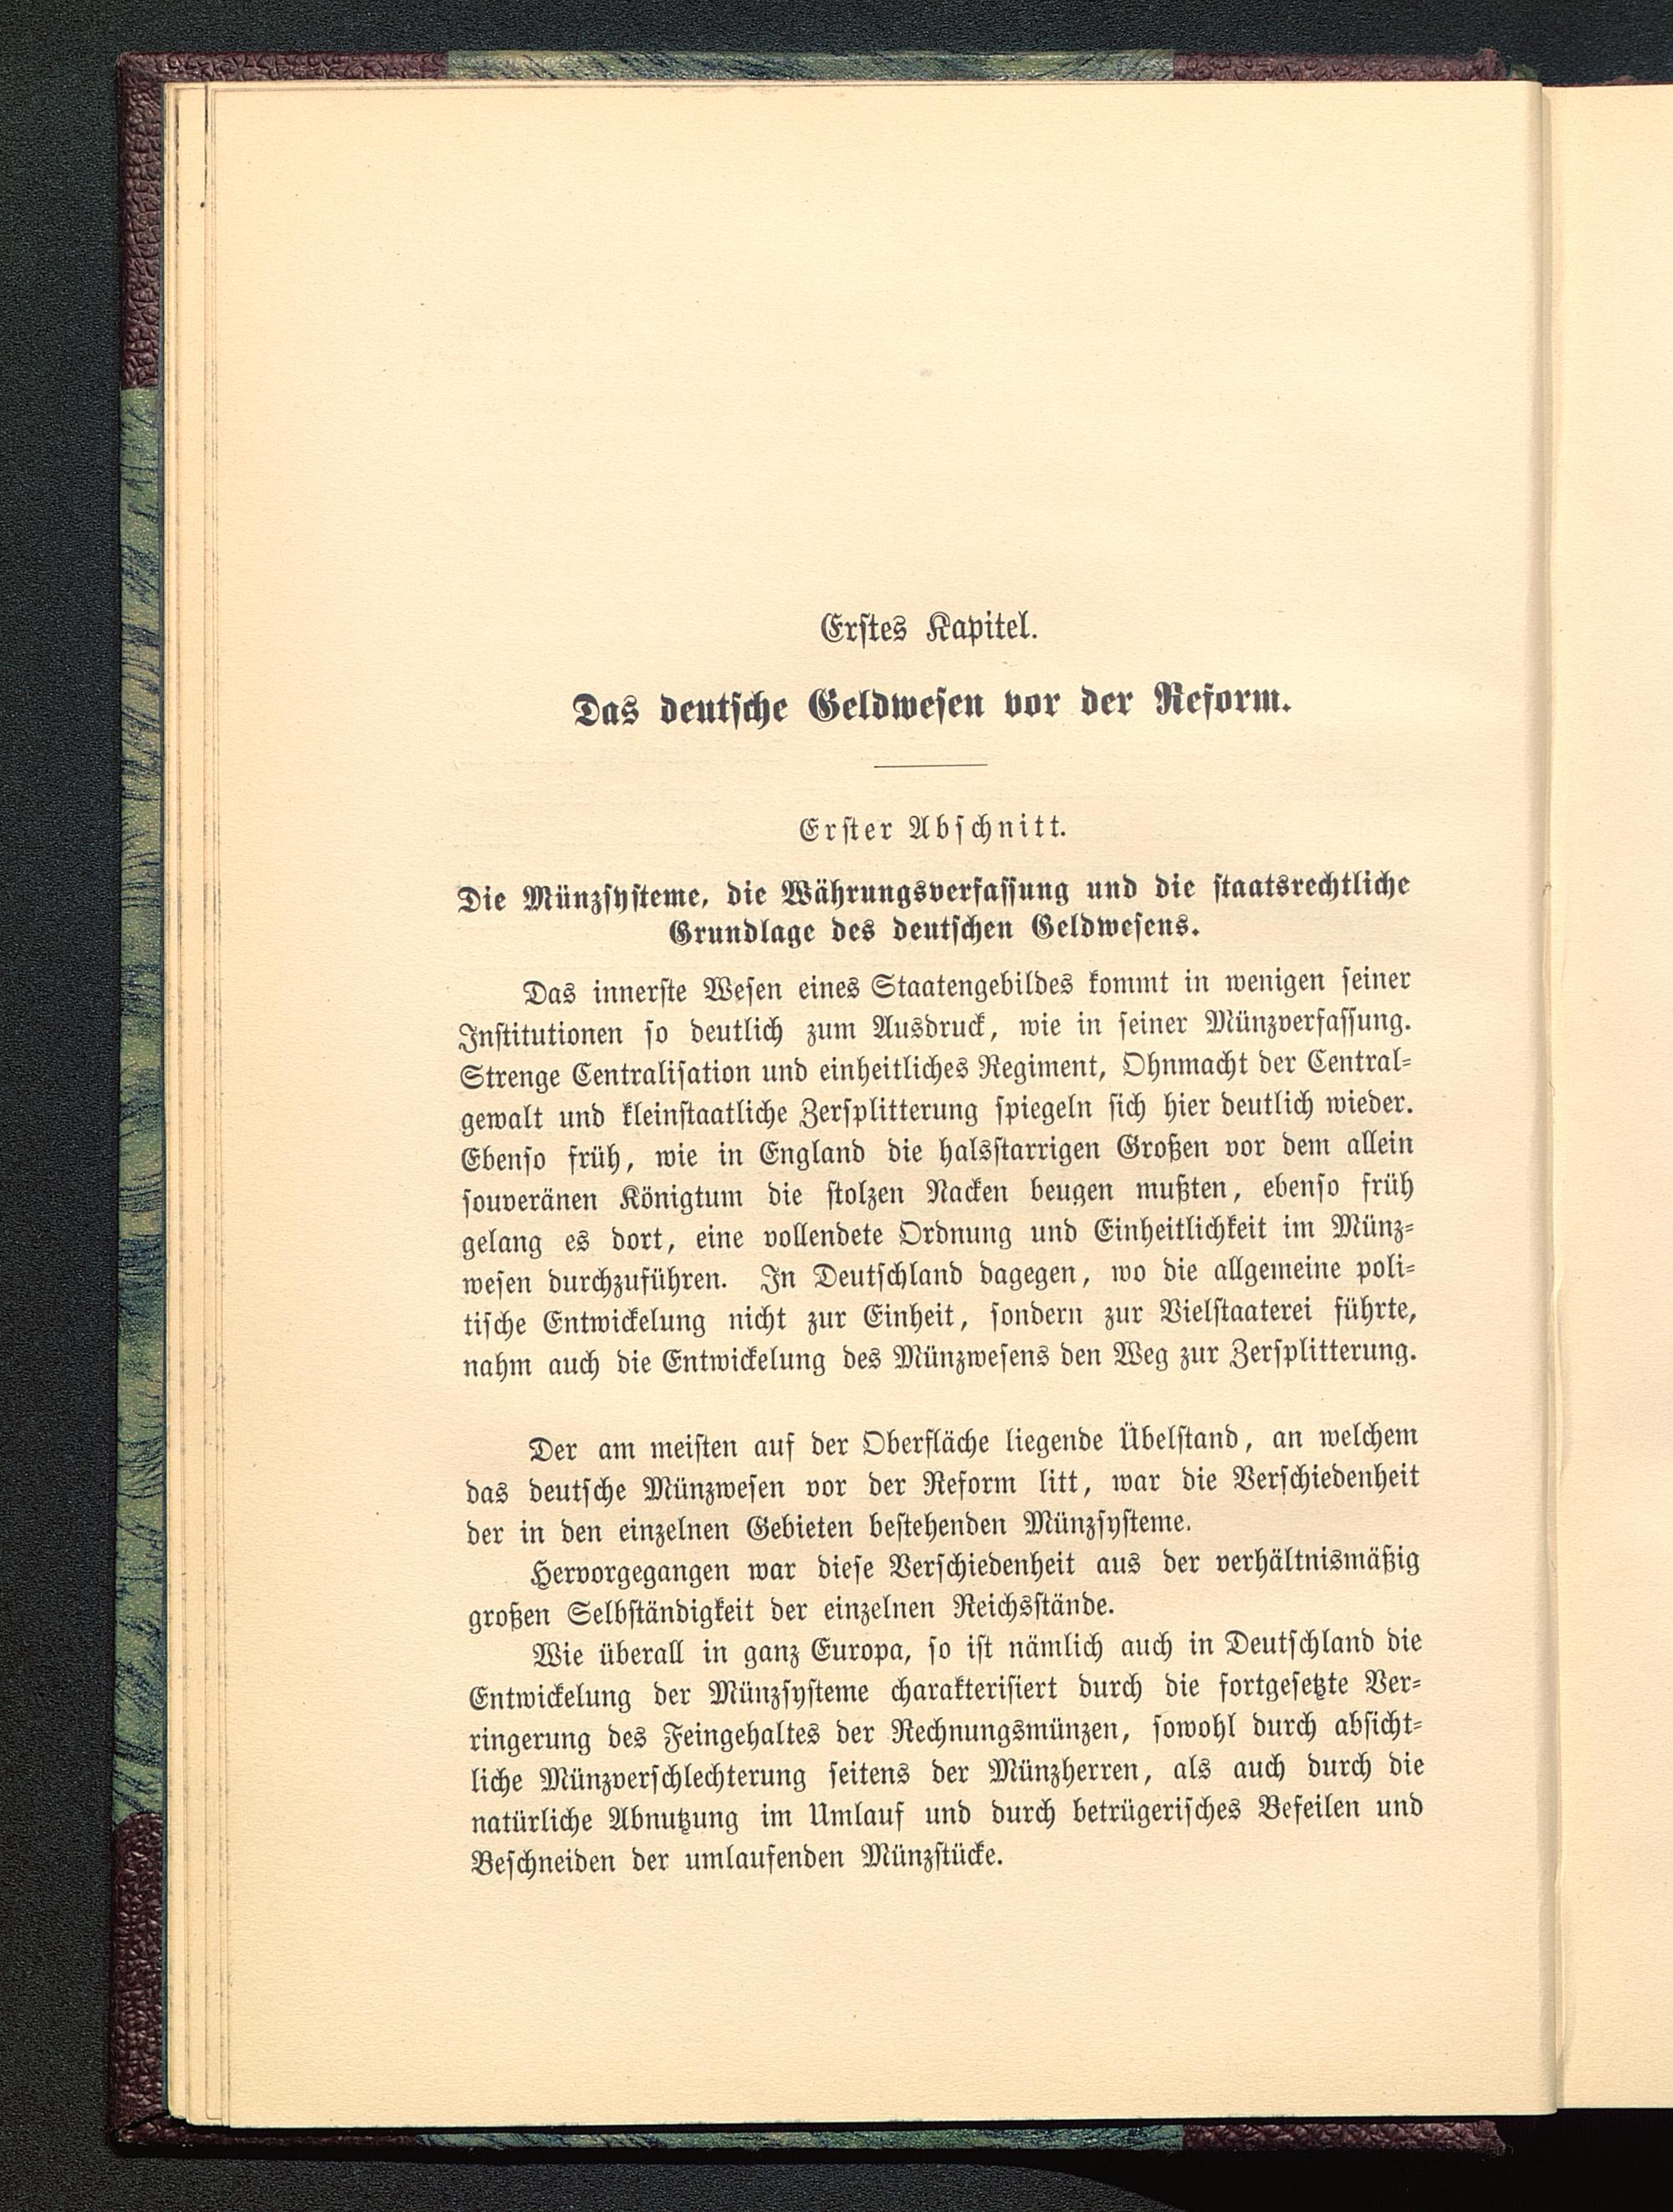 Erstes Kapitel.
Das deutsche Geldwesen vor der Reform.
Erster Abschnitt.
Die Münzsysteme, die Währungsverfassung und die staatsrechtliche
Grundlage des deutschen Geldwesens.
Das innerste Wesen eines Staatengebildes kommt in wenigen seiner
Institutionen so deutlich zum Ausdruck, wie in seiner Münzverfassung.
Strenge Centralisation und einheitliches Regiment, Ohnmacht der Central-
gewalt und kleinstaatliche Zersplitterung spiegeln sich hier deutlich wieder.
Ebenso früh, wie in England die halsstarrigen Großen vor dem allein
souveränen Königtum die stolzen Nacken beugen mußten, ebenso früh
gelang es dort, eine vollendete Ordnung und Einheitlichkeit im Münz-
wesen durchzuführen. In Deutschland dagegen, wo die allgemeine poli-
tische Entwickelung nicht zur Einheit, sondern zur Vielstaaterei führte,
nahm auch die Entwickelung des Münzwesens den Weg zur Zersplitterung.
Der am meisten auf der Oberfläche liegende Übelstand, an welchem
das deutsche Münzwesen vor der Reform litt, war die Verschiedenheit
der in den einzelnen Gebieten bestehenden Münzsysteme.
Hervorgegangen war diese Verschiedenheit aus der verhältnismäßig
großen Selbständigkeit der einzelnen Reichsstände.
Wie überall in ganz Europa, so ist nämlich auch in Deutschland die
Entwickelung der Münzsysteme charakterisiert durch die fortgesetzte Ver-
ringerung des Feingehaltes der Rechnungsmünzen, sowohl durch absicht-
liche Münzverschlechterung seitens der Münzherren, als auch durch die
natürliche Abnutzung im Umlauf und durch betrügerisches Befeilen und
Beschneiden der umlaufenden Münzstücke.